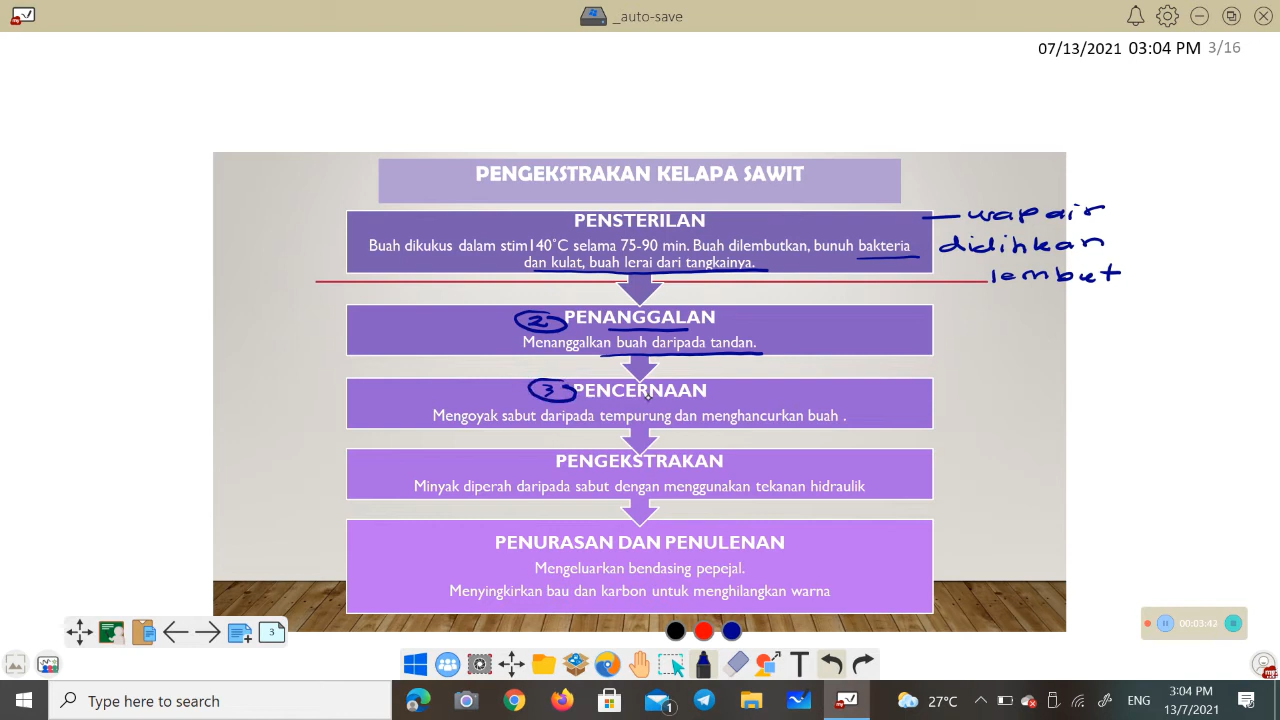 _auto-save
07/13/2021 03:04 PM 3/16
PENGEKSTRAKAN KELAPA SAWIT
PENSTERILAN
Buah dikukus dalam stim140°C selama 75-90 min. Buah dilembutkan, bunuh bakteria
dan kulat, buah lerai dari tangkainya.
wap air
didihkan
lembut
2 PENANGGALAN
Menanggalkan buah daripada tandan.
3 PENCERNAAN
Mengoyak sabut daripada tempurung dan menghancurkan buah .
PENGEKSTRAKAN
Minyak diperah daripada sabut dengan menggunakan tekanan hidraulik
PENURASAN DAN PENULENAN
Mengeluarkan bendasing pepejal.
Menyingkirkan bau dan karbon untuk menghilangkan warna
00:03:42
3
T
Type here to search
1
27°C
ENG
3:04 PM
13/7/2021